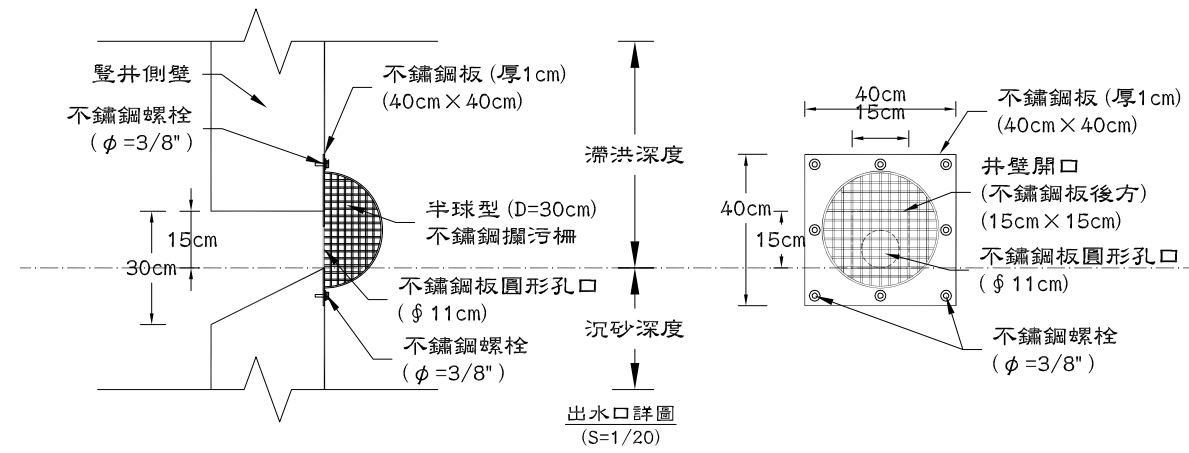 豎井側壁
不鏽鋼螺栓
(ϕ=3/8")
不鏽鋼板(厚1cm)
(40cm×40cm)
半球型(D=30cm)
不鏽鋼攔污柵
15cm
30cm
不鏽鋼板圓形孔口
(∮11cm)
不鏽鋼螺栓
(ϕ=3/8")
滯洪深度
沉砂深度
出水口詳圖
(S=1/20)
40cm
15cm
不鏽鋼板(厚1cm)
(40cm×40cm)
井壁開口
(不鏽鋼板後方)
(15cm×15cm)
40cm
15cm
不鏽鋼板圓形孔口
(∮11cm)
不鏽鋼螺栓
(ϕ=3/8")